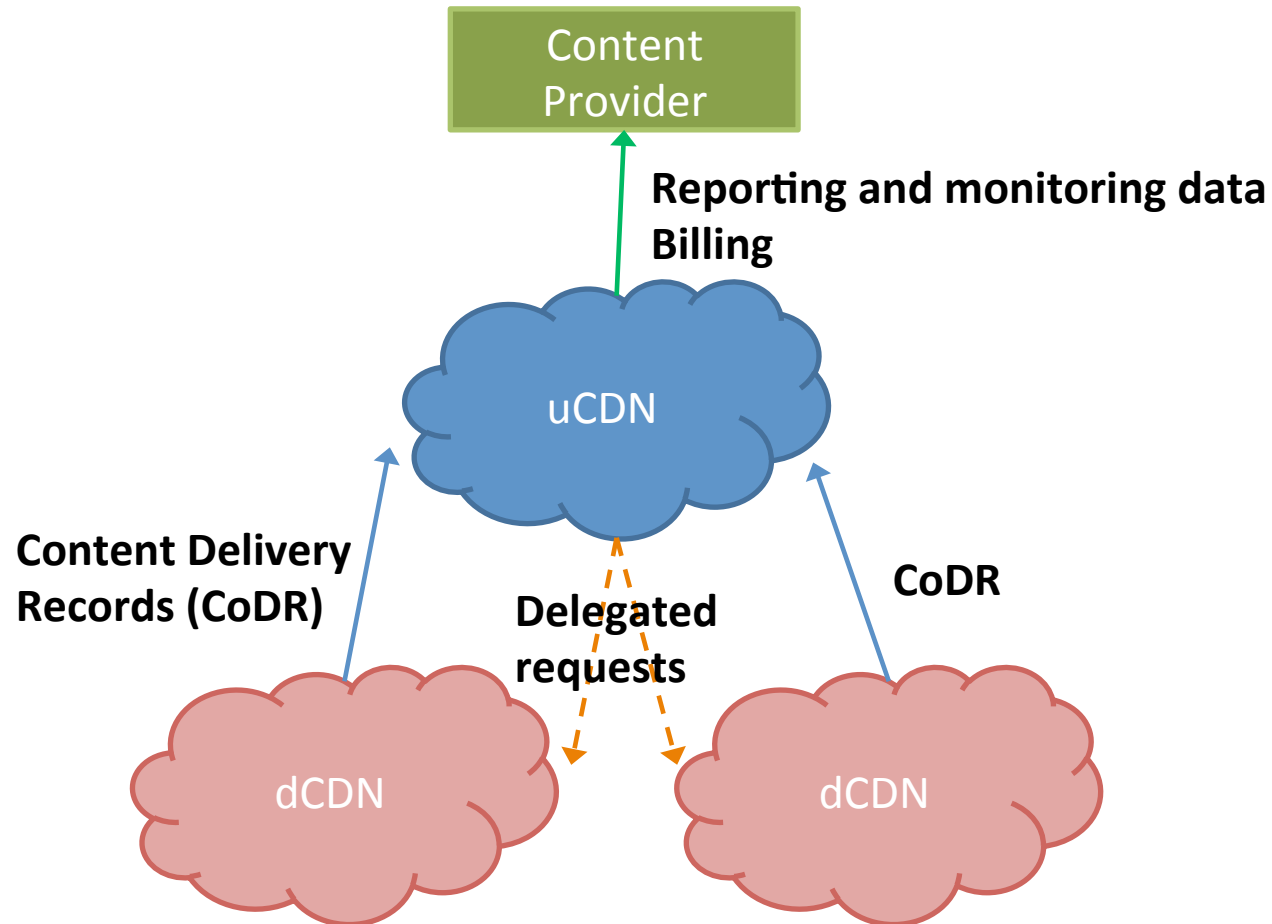 Content
Provider
Reporting and monitoring data
Billing
uCDN
Content Delivery
Records (CoDR)
Delegated
requests
CoDR
dCDN
dCDN